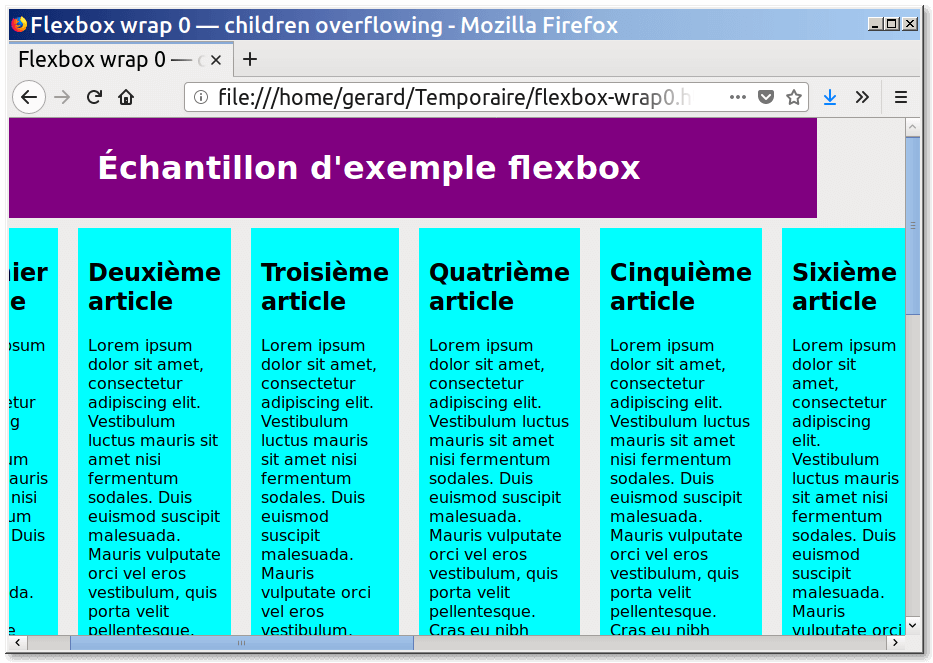 Flexbox wrap 0 — children overflowing - Mozilla Firefox
Flexbox wrap 0 —
file:///home/gerard/Temporaire/flexbox-wrap0.h
Échantillon d'exemple flexbox
ier
e
sum
etur
g
um
auris
nisi
um
Duis
da.
e
Deuxième
article
Lorem ipsum
dolor sit amet,
consectetur
adipiscing elit.
Vestibulum
luctus mauris sit
amet nisi
fermentum
sodales. Duis
euismod suscipit
malesuada.
Mauris vulputate
orci vel eros
vestibulum, quis
porta velit
pellentesque.
Troisième
article
Lorem ipsum
dolor sit amet,
consectetur
adipiscing elit.
Vestibulum
luctus mauris
sit amet nisi
fermentum
sodales. Duis
euismod
suscipit
malesuada.
Mauris
vulputate orci
vel eros
vestibulum,
Quatrième
article
Lorem ipsum
dolor sit amet,
consectetur
adipiscing elit.
Vestibulum luctus
mauris sit amet
nisi fermentum
sodales. Duis
euismod suscipit
malesuada.
Mauris vulputate
orci vel eros
vestibulum, quis
porta velit
pellentesque.
Cras eu nibh
Cinquième
article
Lorem ipsum
dolor sit amet,
consectetur
adipiscing elit.
Vestibulum luctus
mauris sit amet
nisi fermentum
sodales. Duis
euismod suscipit
malesuada.
Mauris vulputate
orci vel eros
vestibulum, quis
porta velit
pellentesque.
Cras eu nibh
Sixième
article
Lorem ipsum
dolor sit
amet,
consectetur
adipiscing
elit.
Vestibulum
luctus mauris
sit amet nisi
fermentum
sodales. Duis
euismod
suscipit
malesuada.
Mauris
vulputate orci